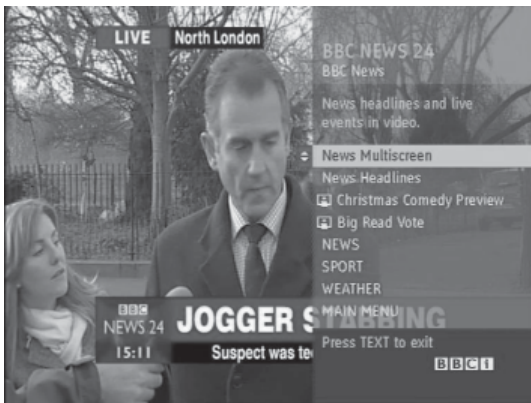 LIVE North London
BBC NEWS 24
BBC News
News headlines and live
events in video.
News Multiscreen
News Headlines
Christmas Comedy Preview
Big Read Vote
NEWS
SPORT
WEATHER
MAIN MENU
BBC
NEWS 24
JOGGER STABBING
15:11
Suspect was
Press TEXT to exit
BBCi